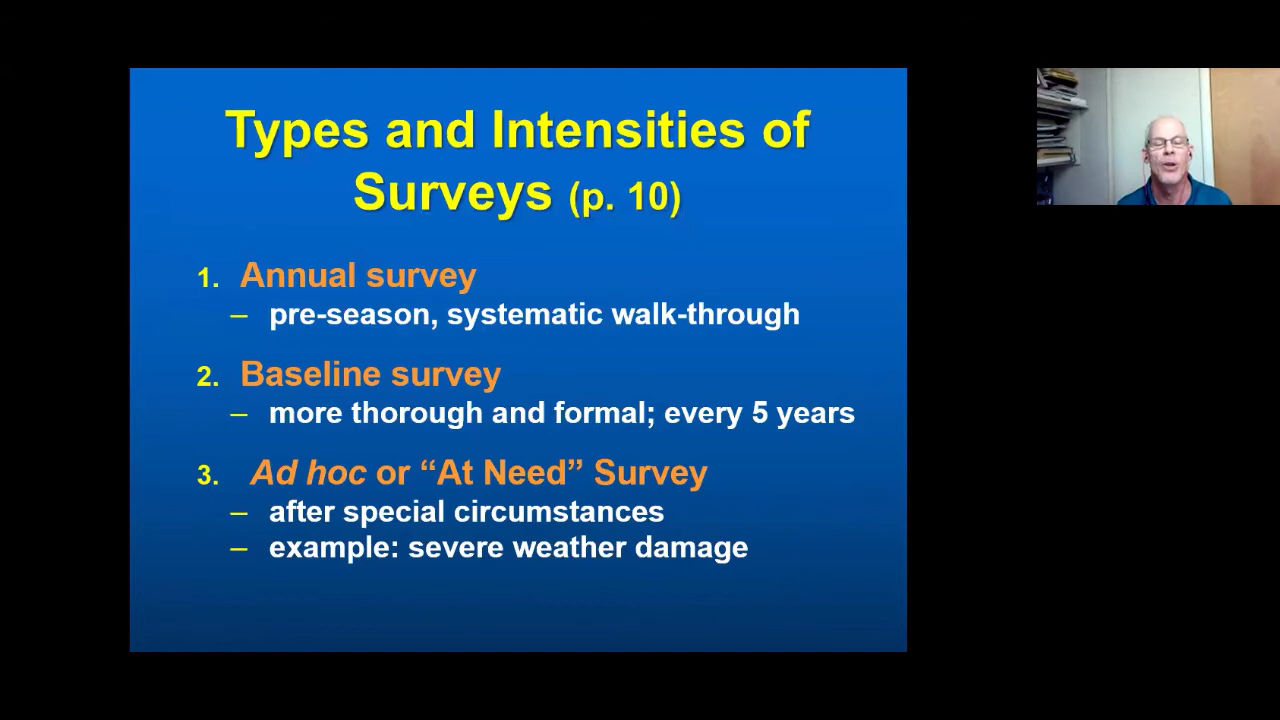 Types and Intensities of
Surveys (p. 10)
1. Annual survey
– pre-season, systematic walk-through
2. Baseline survey
– more thorough and formal; every 5 years
3. Ad hoc or “At Need” Survey
– after special circumstances
– example: severe weather damage